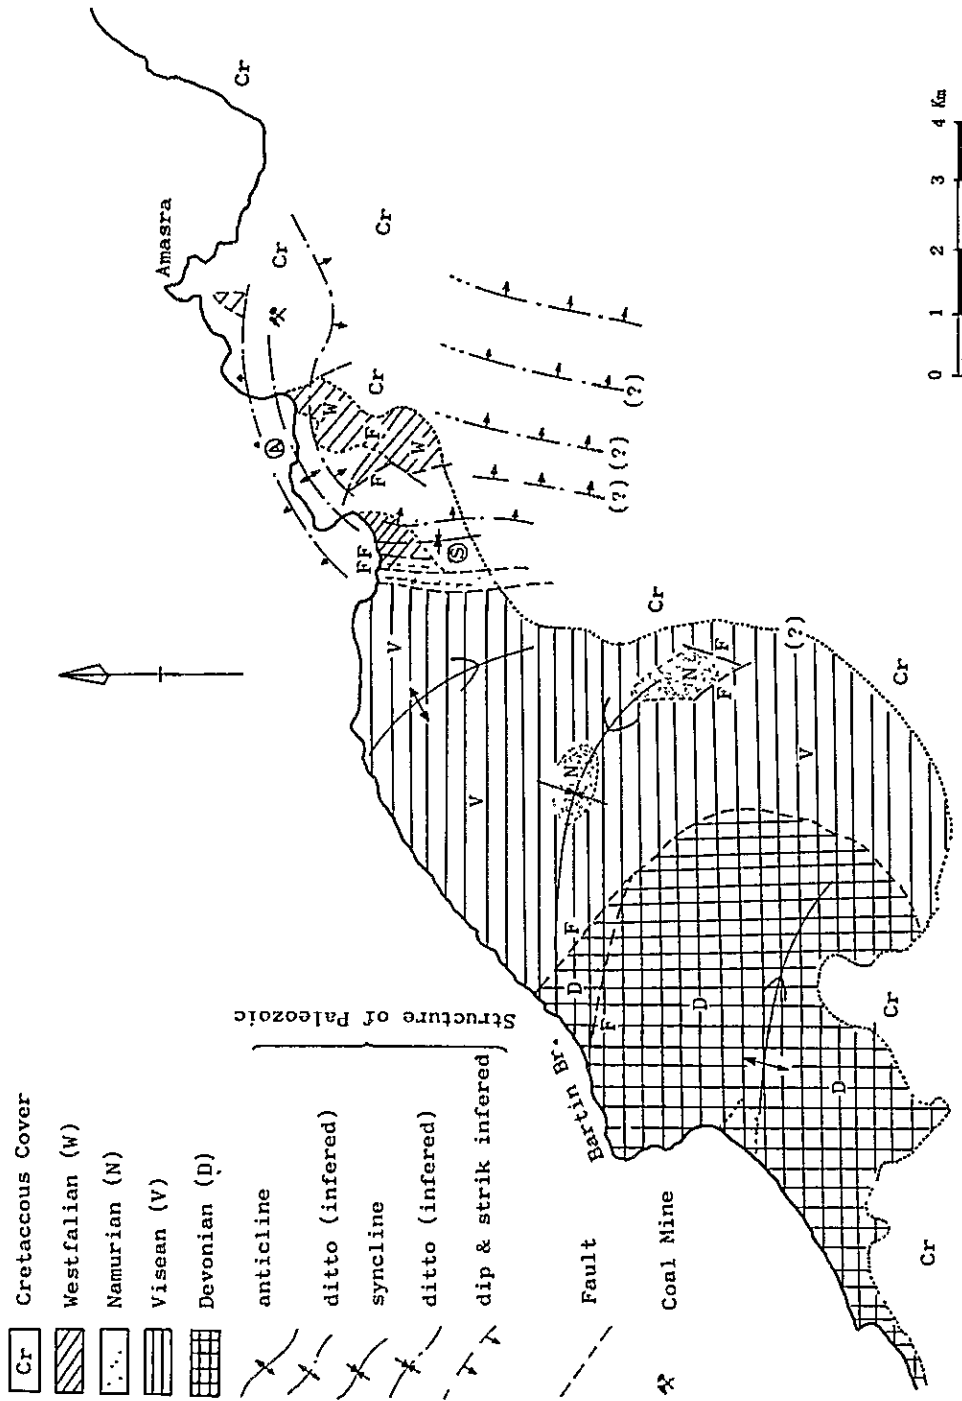 Cr Cretaccous Cover
Westfalian (W)
Namurian (N)
Visean (V)
Devonian (D)
anticline
ditto (infered)
syncline
ditto (infered)
dip & strik infered
Structure of Paleozoic
Fault
Coal Mine
Amasra
Cr
Cr
Cr
A
W
F
Cr
F
W
FF
S
(?)
(?)
(?)
V
Cr
V
N
F
F
(?)
N
V
Cr
F
D
F
D
Bartin Br.
D
Cr
Cr
0 1 2 3 4 Km